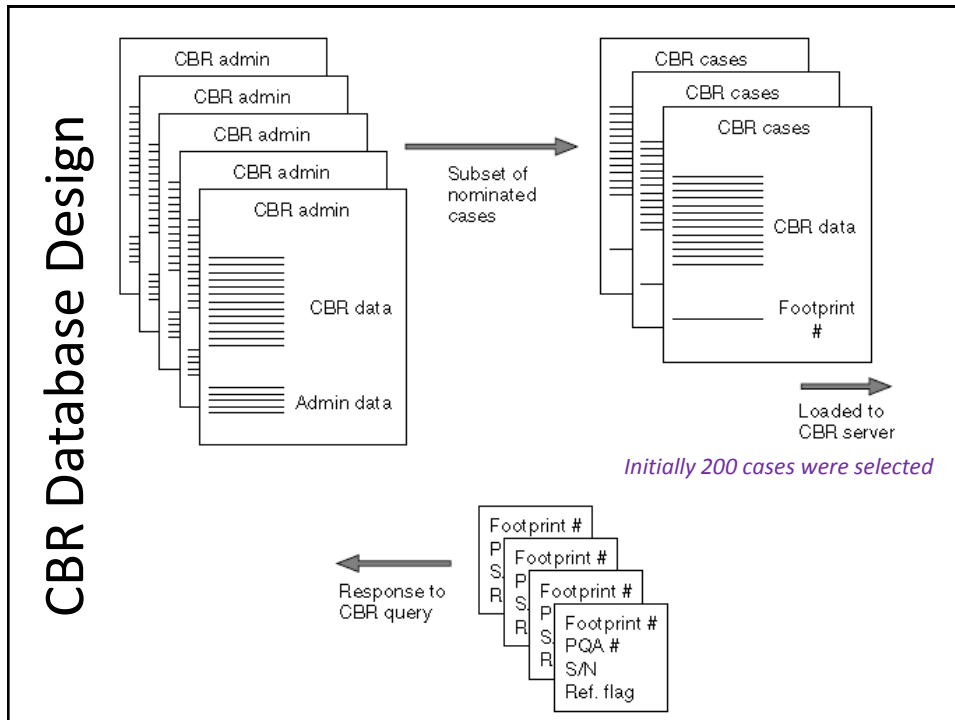 CBR Database Design
CBR admin
CBR admin
CBR admin
CBR admin
CBR admin
CBR data
Admin data
Subset of
nominated
cases
CBR cases
CBR cases
CBR cases
CBR data
Footprint
#
Loaded to
CBR server
Initially 200 cases were selected
Response to
CBR query
Footprint #
P
S/
R
Footprint #
P
S/
R
Footprint #
P
S/
R
Footprint #
PQA #
S/N
Ref. flag